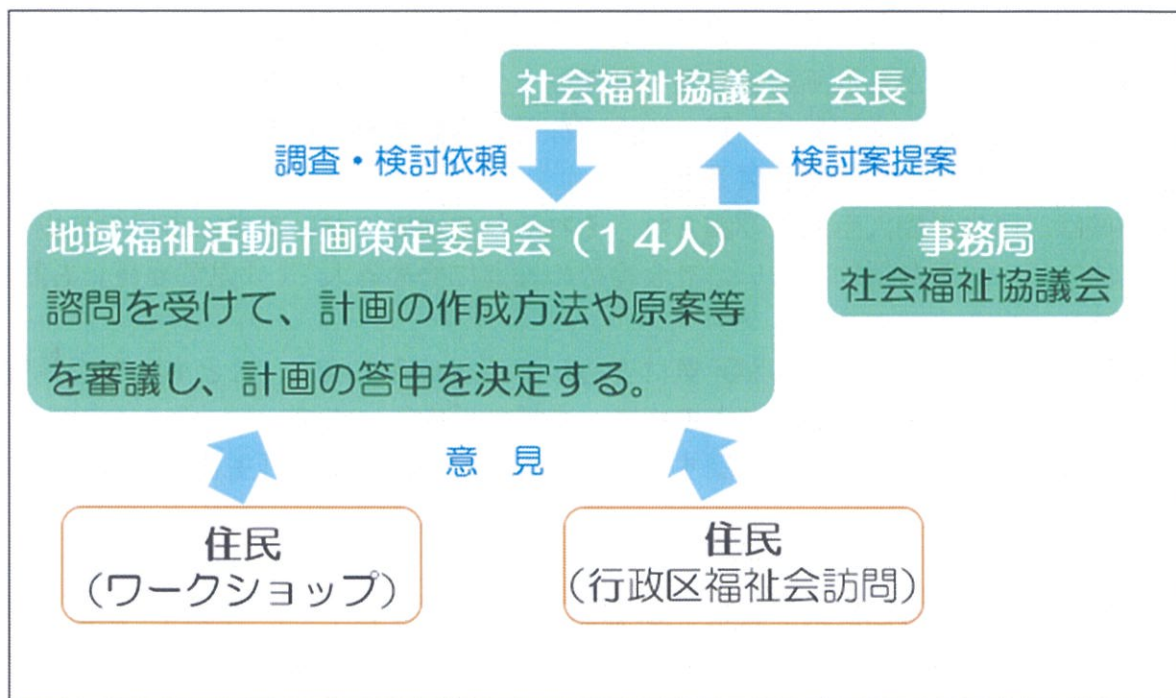 社会福祉協議会　会長
調査・検討依頼
検討案提案
地域福祉活動計画策定委員会（１４人）
諮問を受けて、計画の作成方法や原案等
を審議し、計画の答申を決定する。
事務局
社会福祉協議会
意　見
住民
（ワークショップ）
住民
（行政区福祉会訪問）